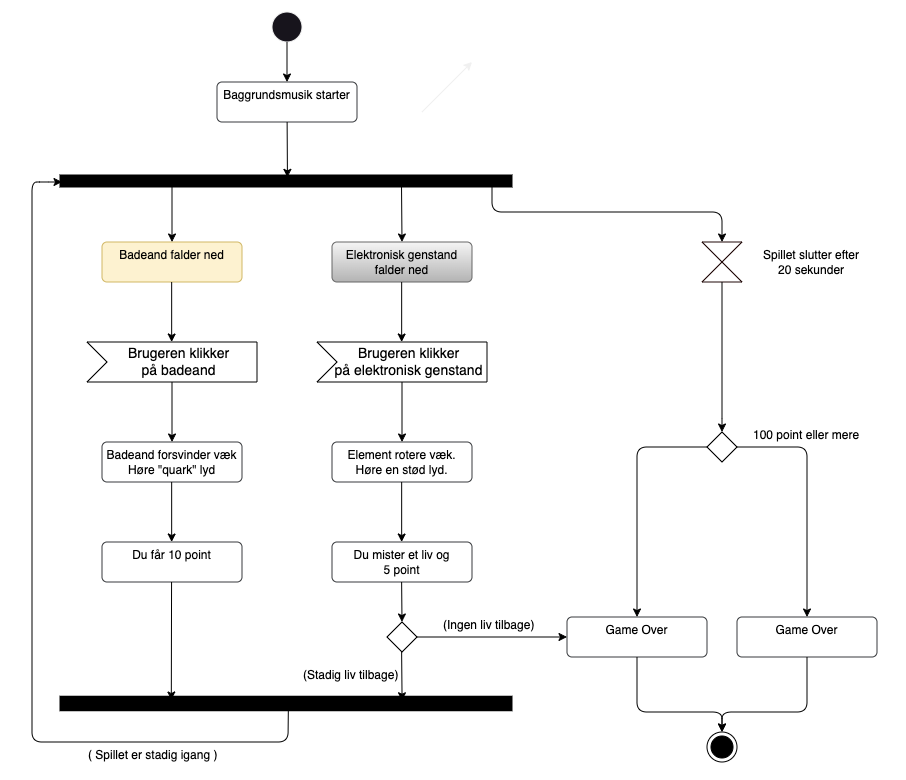 Baggrundsmusik starter
Badeand falder ned
Elektronisk genstand
falder ned
Spillet slutter efter
20 sekunder
Brugeren klikker
på badeand
Brugeren klikker
på elektronisk genstand
100 point eller mere
Badeand forsvinder væk
Høre "quark" lyd
Element rotere væk.
Høre en stød lyd.
Du får 10 point
Du mister et liv og
5 point
(Ingen liv tilbage)
Game Over
Game Over
(Stadig liv tilbage)
( Spillet er stadig igang )